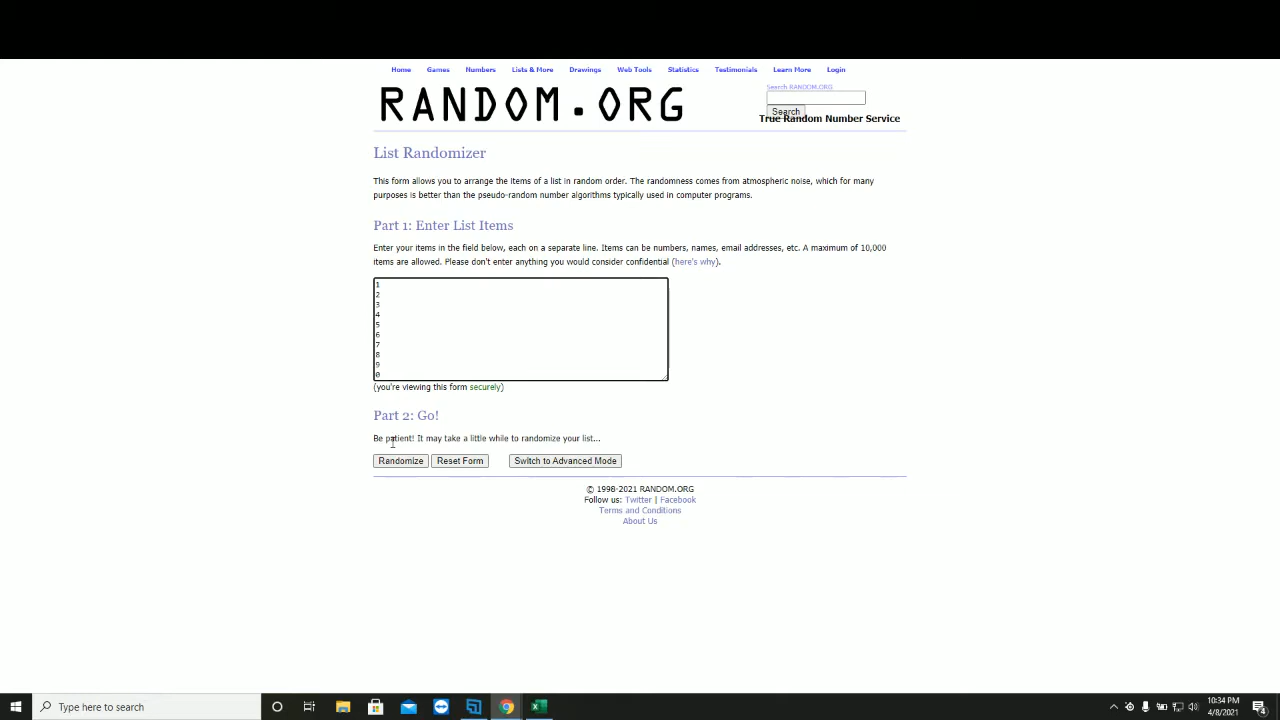 Home Games Numbers Lists & More Drawings Web Tools Statistics Testimonials Learn More Login
Search RANDOM.ORG
RANDOM.ORG
Search
True Random Number Service
List Randomizer
This form allows you to arrange the items of a list in random order. The randomness comes from atmospheric noise, which for many
purposes is better than the pseudo-random number algorithms typically used in computer programs.
Part 1: Enter List Items
Enter your items in the field below, each on a separate line. Items can be numbers, names, email addresses, etc. A maximum of 10,000
items are allowed. Please don't enter anything you would consider confidential (here's why).
1
2
3
4
5
6
7
8
9
0
(you're viewing this form securely)
Part 2: Go!
Be patient! It may take a little while to randomize your list...
Randomize Reset Form Switch to Advanced Mode
© 1998-2021 RANDOM.ORG
Follow us: Twitter | Facebook
Terms and Conditions
About Us
Type here to search
10:34 PM
4/8/2021
4